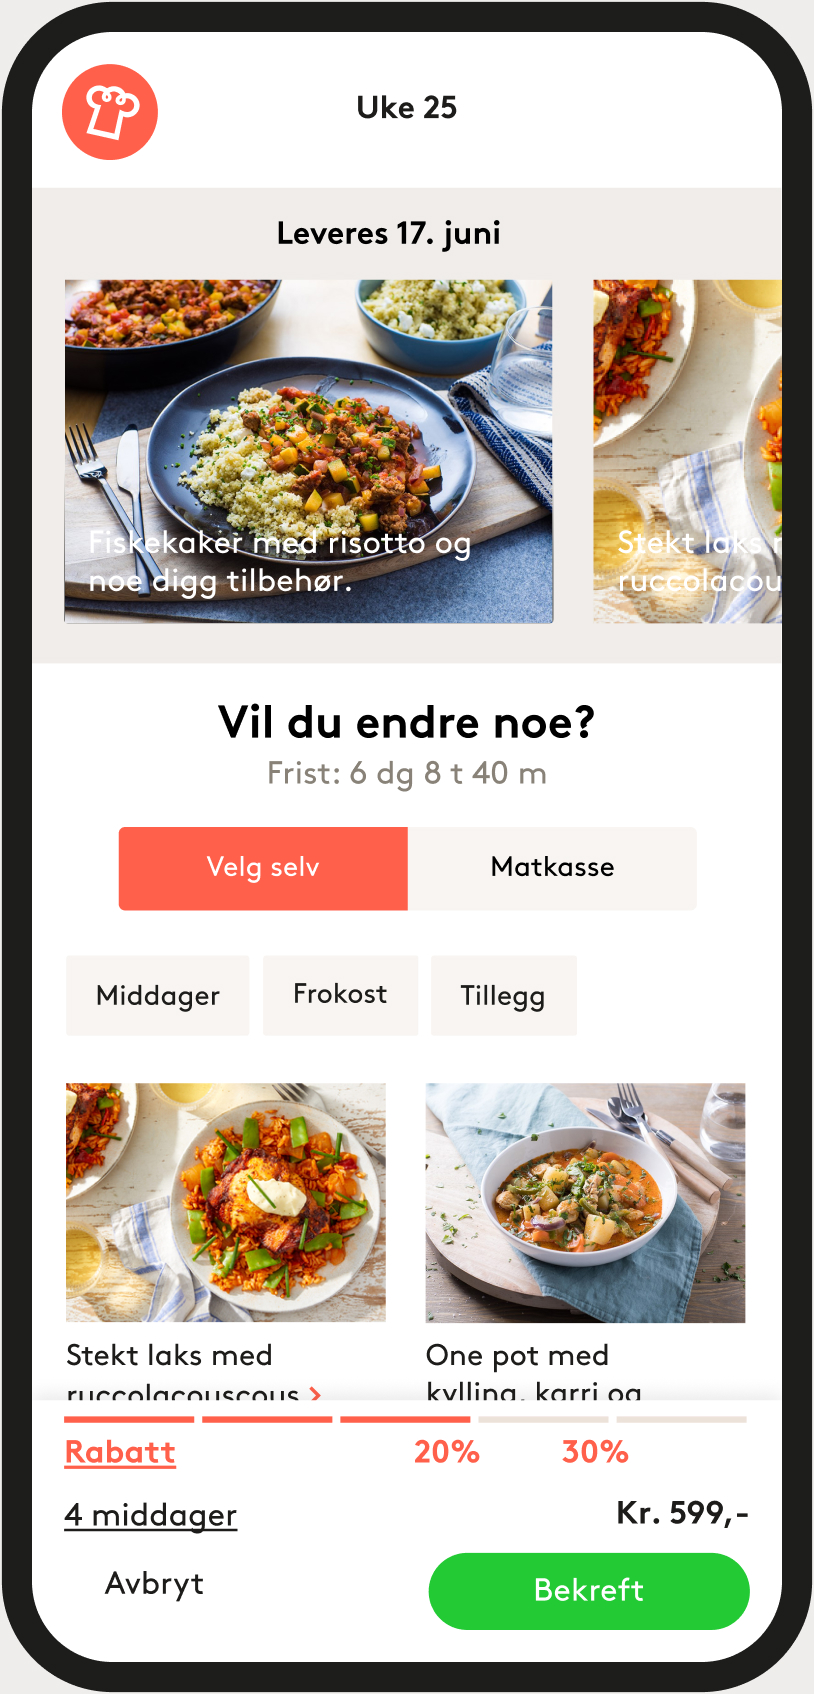 Uke 25
Leveres 17. juni
Fiskekaker med risotto og
noe digg tilbehør.
Stekt laks
ruccolacou
Vil du endre noe?
Frist: 6 dg 8 t 40 m
Velg selv
Matkasse
Middager
Frokost
Tillegg
Stekt laks med
ruccolacouscous >
One pot med
kylling, karri og
Rabatt
20%
30%
4 middager
Kr. 599,-
Avbryt
Bekreft